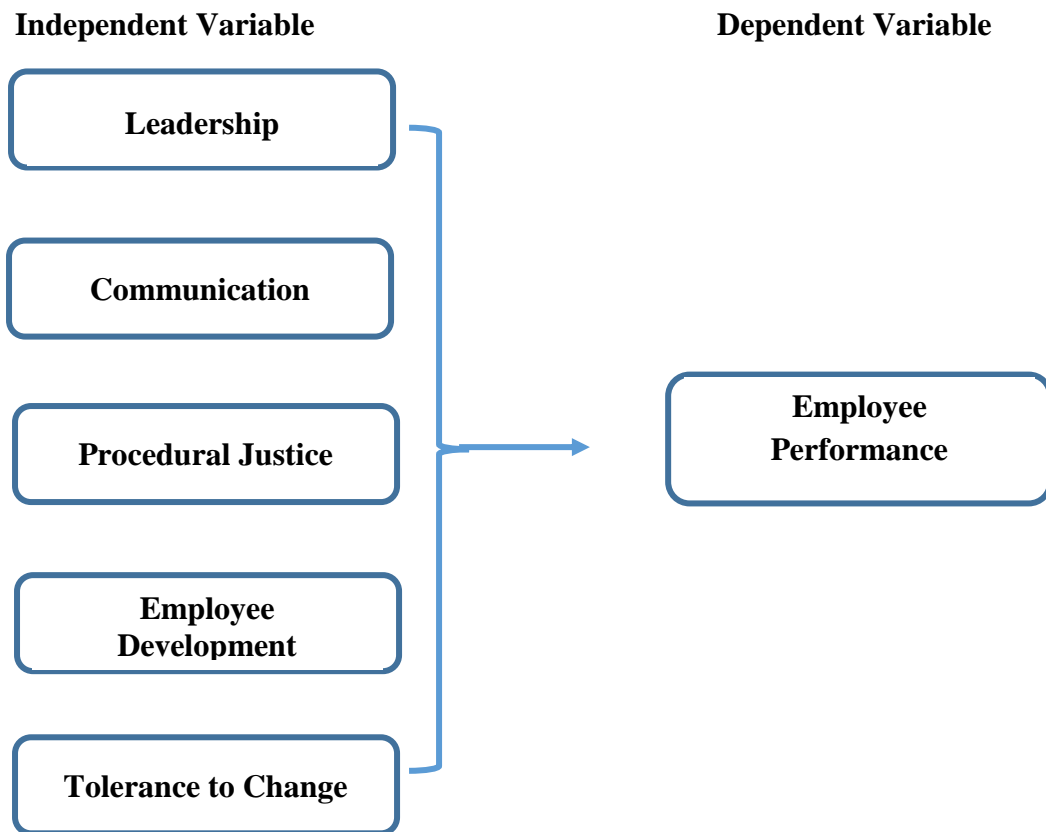 Independent Variable
Dependent Variable
Leadership
Communication
Procedural Justice
Employee
Development
Tolerance to Change
Employee
Performance